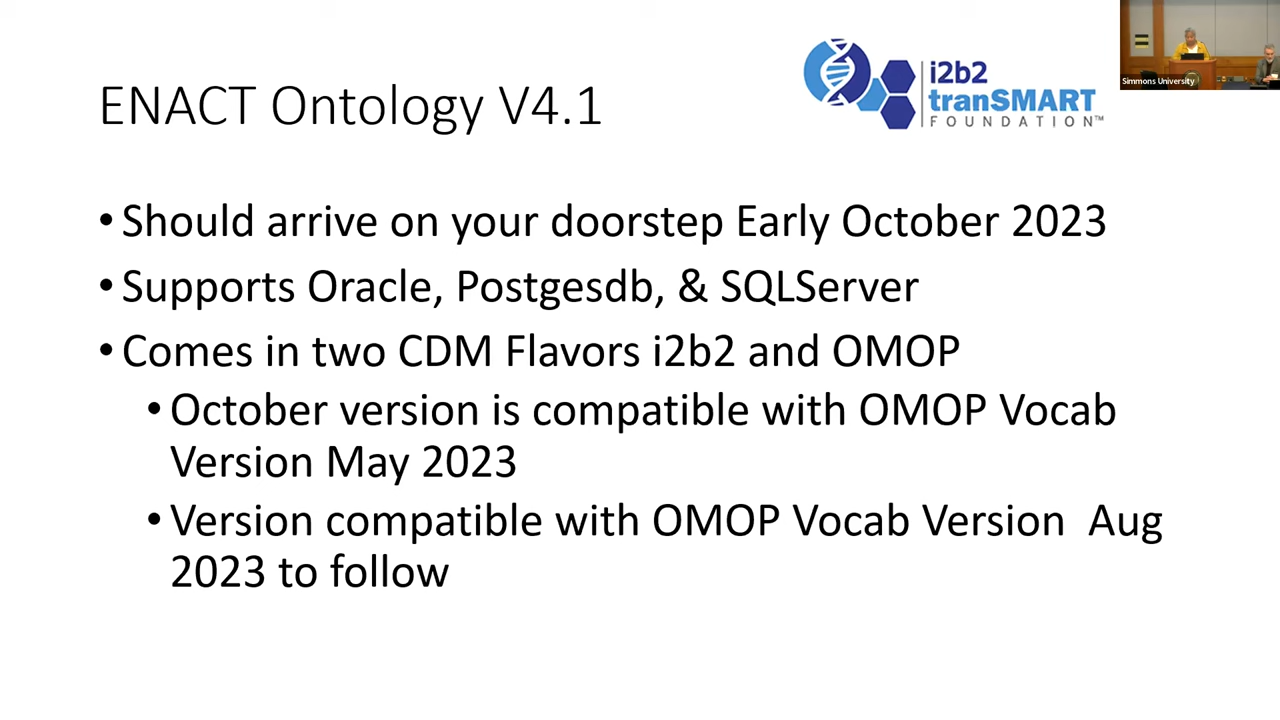 ENACT Ontology V4.1
i2b2
tranSMART
FOUNDATION™
Simmons University
• Should arrive on your doorstep Early October 2023
• Supports Oracle, Postgesdb, & SQLServer
• Comes in two CDM Flavors i2b2 and OMOP
• October version is compatible with OMOP Vocab
Version May 2023
• Version compatible with OMOP Vocab Version Aug
2023 to follow